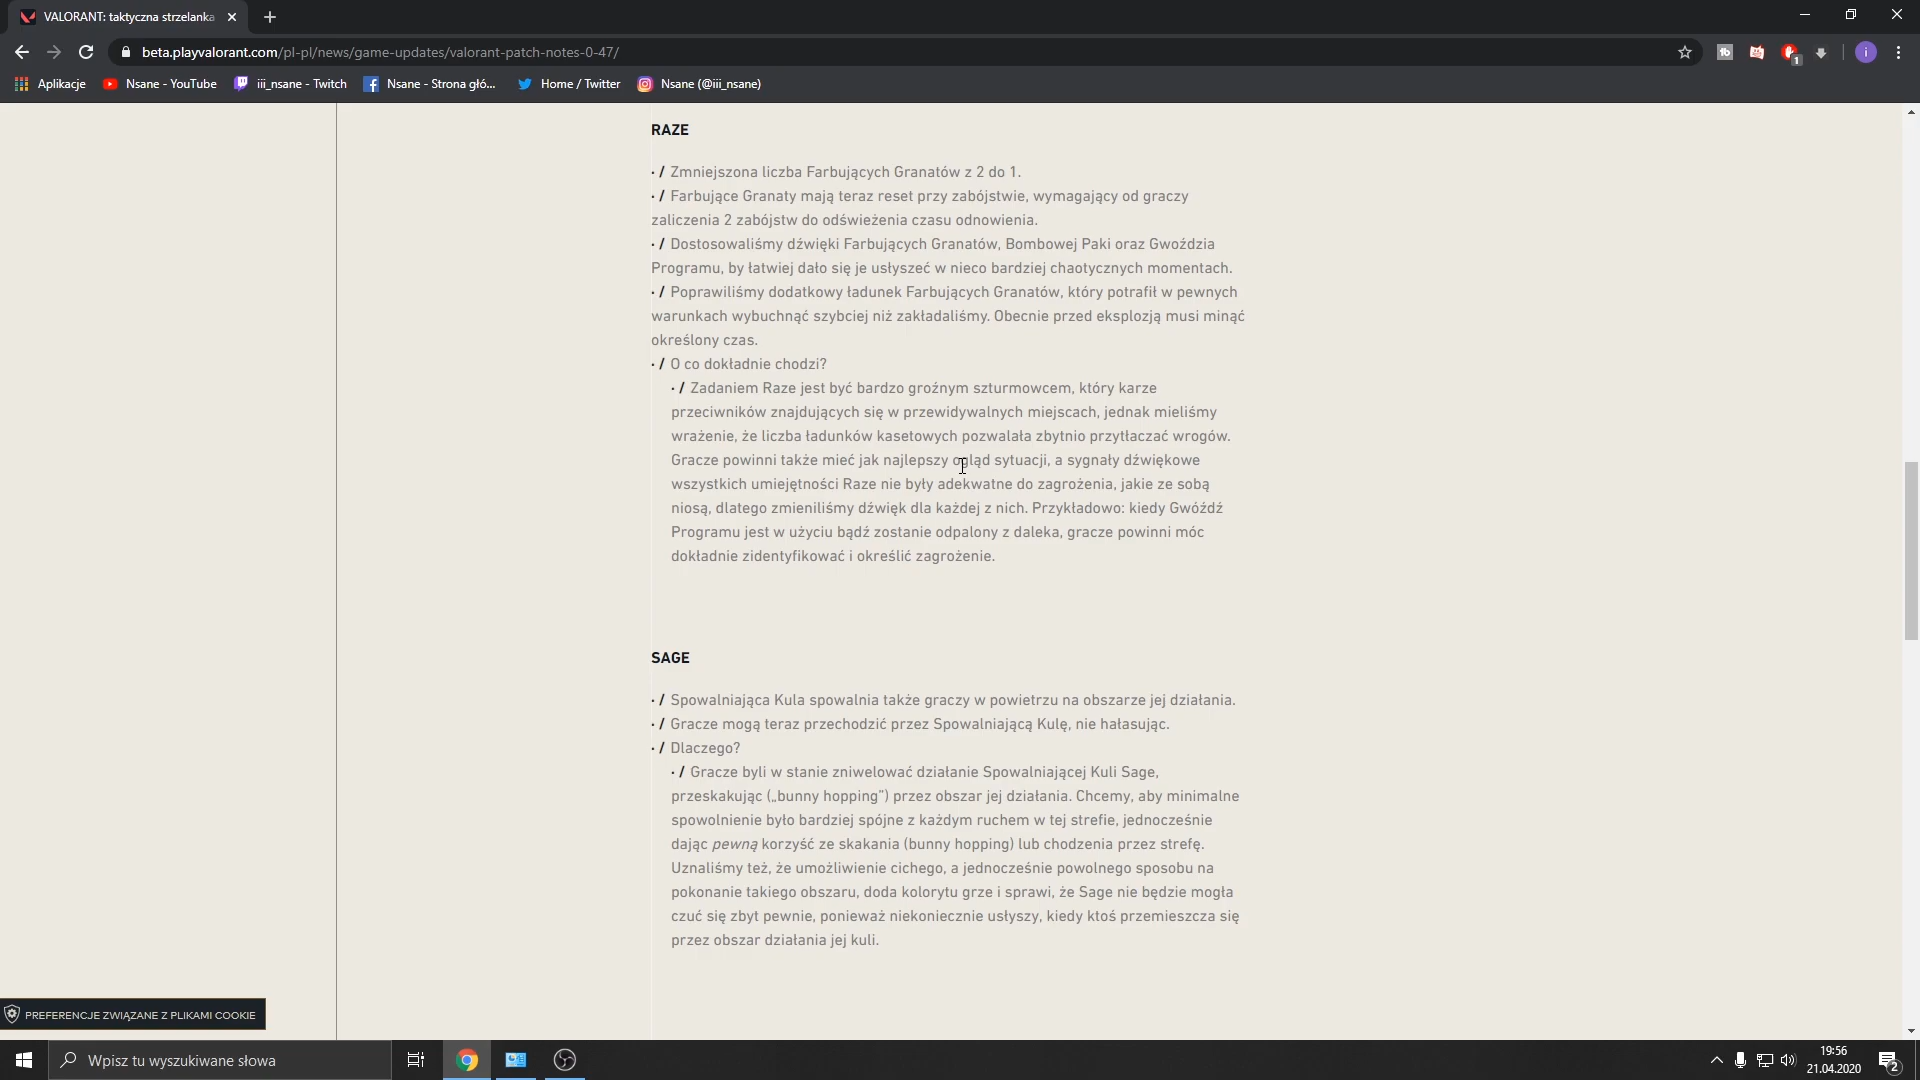 VALORANT: taktyczna strzelanka
beta.playvalorant.com/pl-pl/news/game-updates/valorant-patch-notes-0-47/
1
i
Aplikacje
Nsane - YouTube
iii_nsane - Twitch
Nsane - Strona głó...
Home / Twitter
Nsane (@iii_nsane)
RAZE
· / Zmniejszona liczba Farbujących Granatów z 2 do 1.
· / Farbujące Granaty mają teraz reset przy zabójstwie, wymagający od graczy
zaliczenia 2 zabójstw do odświeżenia czasu odnowienia.
· / Dostosowaliśmy dźwięki Farbujących Granatów, Bombowej Paki oraz Gwoździa
Programu, by łatwiej dało się je usłyszeć w nieco bardziej chaotycznych momentach.
· / Poprawiliśmy dodatkowy ładunek Farbujących Granatów, który potrafił w pewnych
warunkach wybuchnąć szybciej niż zakładaliśmy. Obecnie przed eksplozją musi minąć
określony czas.
· / O co dokładnie chodzi?
· / Zadaniem Raze jest być bardzo groźnym szturmowcem, który karze
przeciwników znajdujących się w przewidywalnych miejscach, jednak mieliśmy
wrażenie, że liczba ładunków kasetowych pozwalała zbytnio przytłaczać wrogów.
Gracze powinni także mieć jak najlepszy ogląd sytuacji, a sygnały dźwiękowe
wszystkich umiejętności Raze nie były adekwatne do zagrożenia, jakie ze sobą
niosą, dlatego zmieniliśmy dźwięk dla każdej z nich. Przykładowo: kiedy Gwóźdź
Programu jest w użyciu bądź zostanie odpalony z daleka, gracze powinni móc
dokładnie zidentyfikować i określić zagrożenie.
SAGE
· / Spowalniająca Kula spowalnia także graczy w powietrzu na obszarze jej działania.
· / Gracze mogą teraz przechodzić przez Spowalniającą Kulę, nie hałasując.
· / Dlaczego?
· / Gracze byli w stanie zniwelować działanie Spowalniającej Kuli Sage,
przeskakując („bunny hopping”) przez obszar jej działania. Chcemy, aby minimalne
spowolnienie było bardziej spójne z każdym ruchem w tej strefie, jednocześnie
dając pewną korzyść ze skakania (bunny hopping) lub chodzenia przez strefę.
Uznaliśmy też, że umożliwienie cichego, a jednocześnie powolnego sposobu na
pokonanie takiego obszaru, doda kolorytu grze i sprawi, że Sage nie będzie mogła
czuć się zbyt pewnie, ponieważ niekoniecznie usłyszy, kiedy ktoś przemieszcza się
przez obszar działania jej kuli.
PREFERENCJE ZWIĄZANE Z PLIKAMI COOKIE
Wpisz tu wyszukiwane słowa
19:56
21.04.2020
2